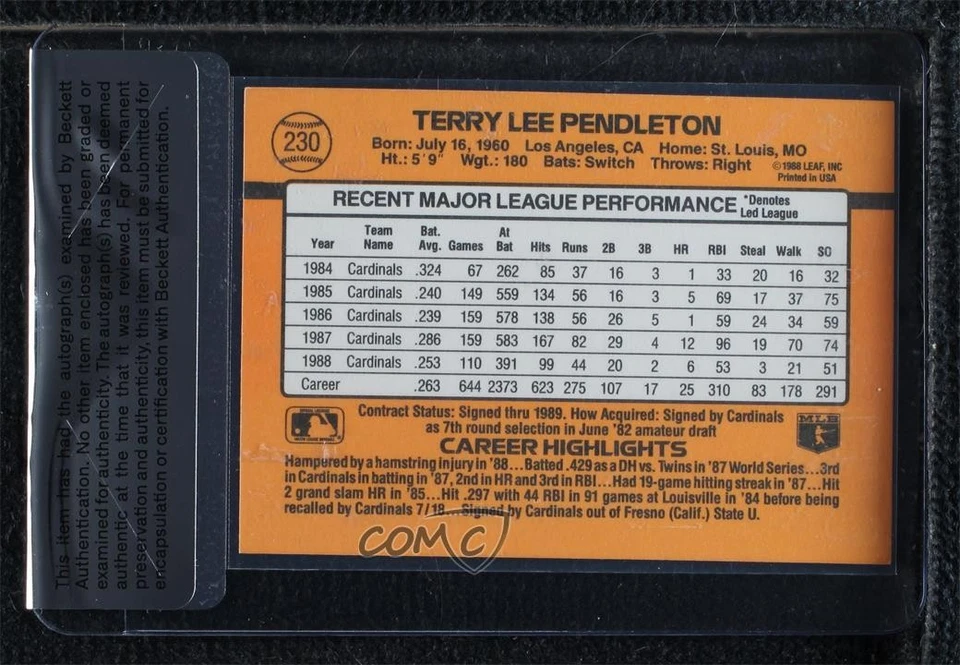 This item has had the autograph(s) examined by Beckett
Authentication. No other item enclosed has been graded or
examined for authenticity. The autograph(s) has been deemed
authentic at the time that it was reviewed. For permanent
preservation and authenticity, this item must be submitted for
encapsulation or certification with Beckett Authentication.
230
TERRY LEE PENDLETON
Born: July 16, 1960 Los Angeles, CA Home: St. Louis, MO
Ht.: 5'9" Wgt.: 180 Bats: Switch Throws: Right
©1988 LEAF, INC
Printed in USA
RECENT MAJOR LEAGUE PERFORMANCE *Denotes
Led League
Year Team Name Bat. Avg. Games At Bat Hits Runs 2B 3B HR RBI Steal Walk SO
1984 Cardinals .324 67 262 85 37 16 3 1 33 20 16 32
1985 Cardinals .240 149 559 134 56 16 3 5 69 17 37 75
1986 Cardinals .239 159 578 138 56 26 5 1 59 24 34 59
1987 Cardinals .286 159 583 167 82 29 4 12 96 19 70 74
1988 Cardinals .253 110 391 99 44 20 2 6 53 3 21 51
Career .263 644 2373 623 275 107 17 25 310 83 178 291
Contract Status: Signed thru 1989. How Acquired: Signed by Cardinals
as 7th round selection in June '82 amateur draft
MLB
CAREER HIGHLIGHTS
Hampured by a hamstring injury in '88...Batted .429 as a DH vs. Twins in '87 World Series...3rd
in Cardinals in batting in '87, 2nd in HR and 3rd in RBI...Had 19-game hitting streak in '87...Hit
2 grand slam HR in '85...Hit .297 with 44 RBI in 91 games at Louisville in '84 before being
recalled by Cardinals 7/18...Signed by Cardinals out of Fresno (Calif.) State U.
COMC